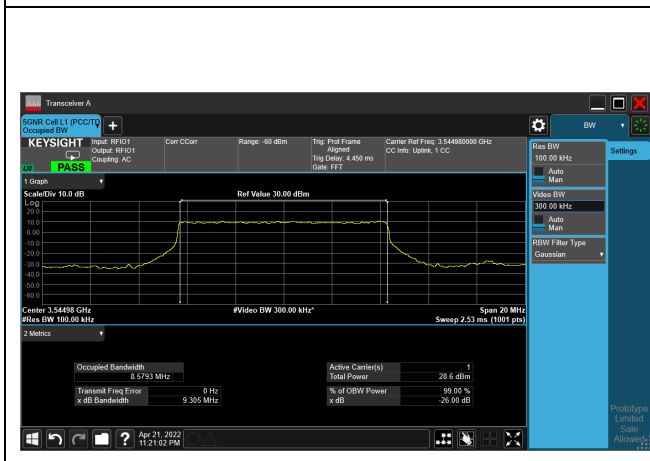 Transceiver A
5GNR Cell L1 (PCC/TD
Occupied BW
BW
KEYSIGHT
Input: RFIO1
Output: RFIO1
Coupling: AC
Corr CCorr
Range: -60 dBm
Trig: Prot Frame
Aligned
Trig Delay: 4.450 ms
Gate: FFT
Carrier Ref Freq: 3.544980000 GHz
CC Info: Uplink, 1 CC
PASS
1 Graph
Scale/Div 10.0 dB
Ref Value 30.00 dBm
Log
20.0
10.0
0.00
-10.0
-20.0
-30.0
-40.0
-50.0
-60.0
Center 3.54498 GHz
#Video BW 300.00 kHz*
Span 20 MHz
#Res BW 100.00 kHz
Sweep 2.53 ms (1001 pts)
2 Metrics
Occupied Bandwidth
8.5793 MHz
Transmit Freq Error 0 Hz
x dB Bandwidth 9.305 MHz
Active Carrier(s) 1
Total Power 28.6 dBm
% of OBW Power 99.00 %
x dB -26.00 dB
Res BW
100.00 kHz
Auto
Man
Video BW
300.00 kHz
Auto
Man
RBW Filter Type
Gaussian
Settings
Prototype
Limited
Sale
Allowed
Apr 21, 2022
11:21:02 PM